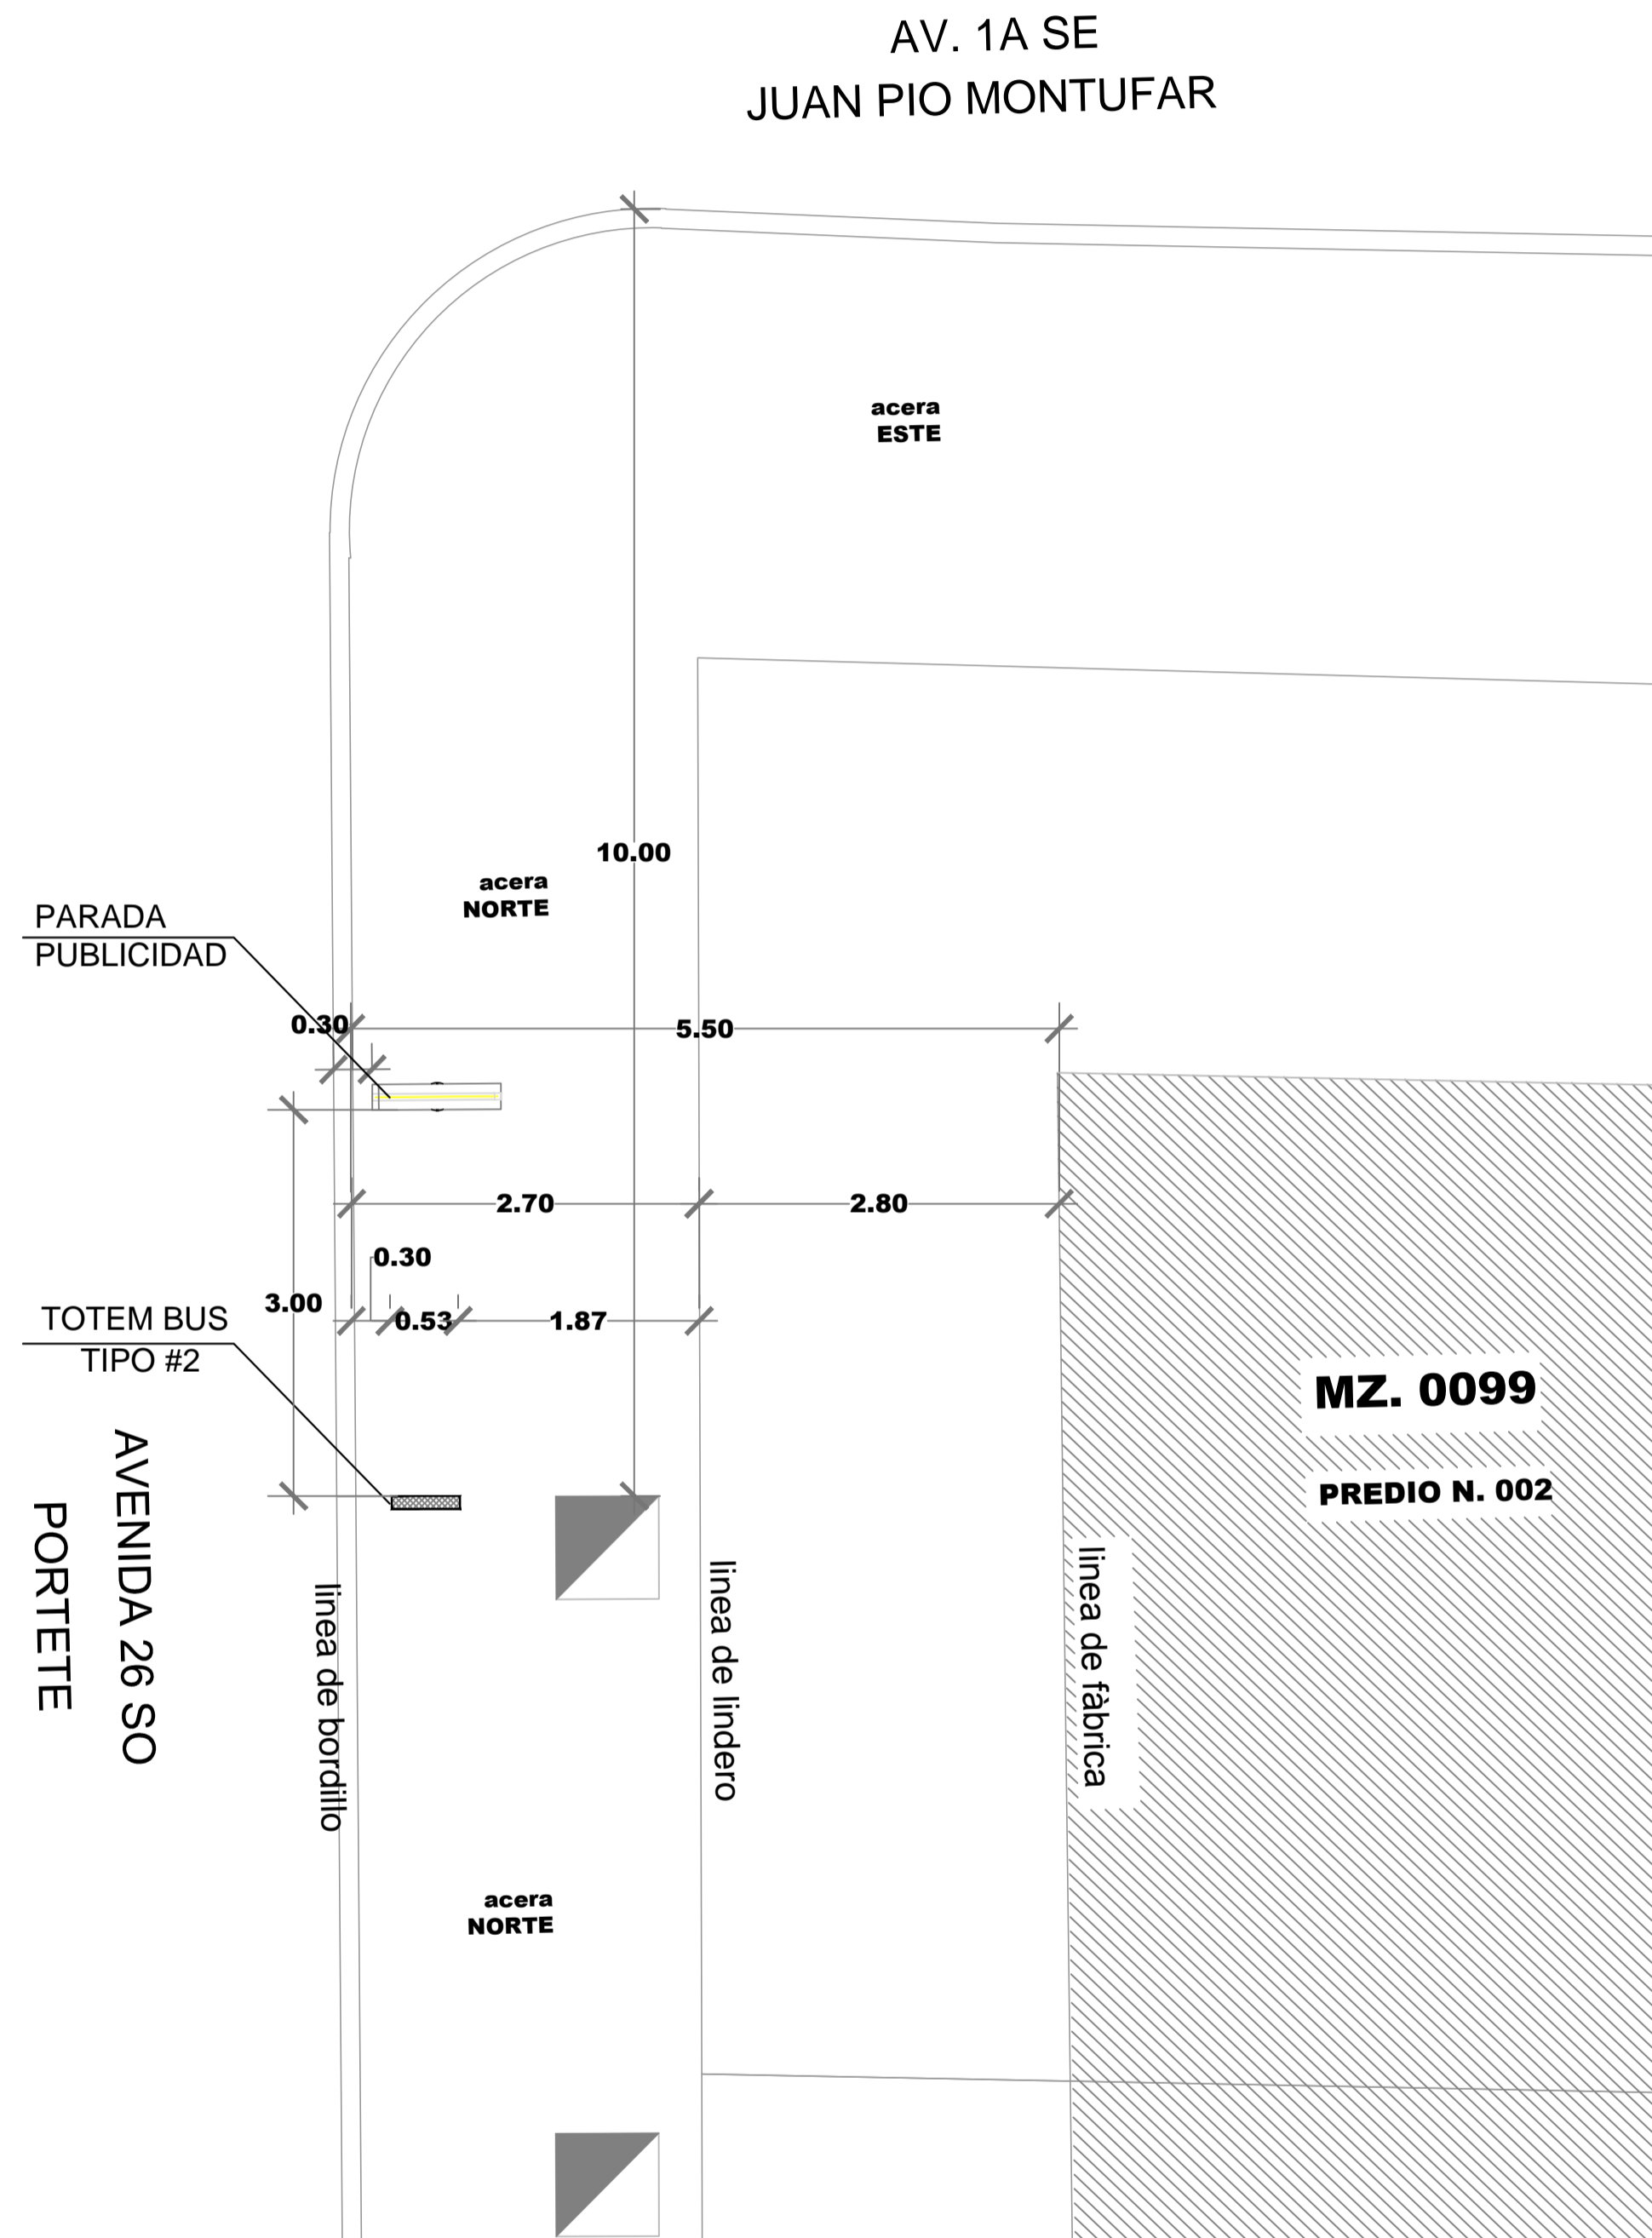 AV. 1A SE
JUAN PIO MONTUFAR
acera
ESTE
10.00
acera
NORTE
PARADA
PUBLICIDAD
0.30
5.50
2.70
2.80
0.30
3.00
0.53
1.87
TOTEM BUS
TIPO #2
MZ. 0099
PREDIO N. 002
AVENIDA 26 SO
PORTETE
linea de bordillo
linea de lindero
linea de fàbrica
acera
NORTE